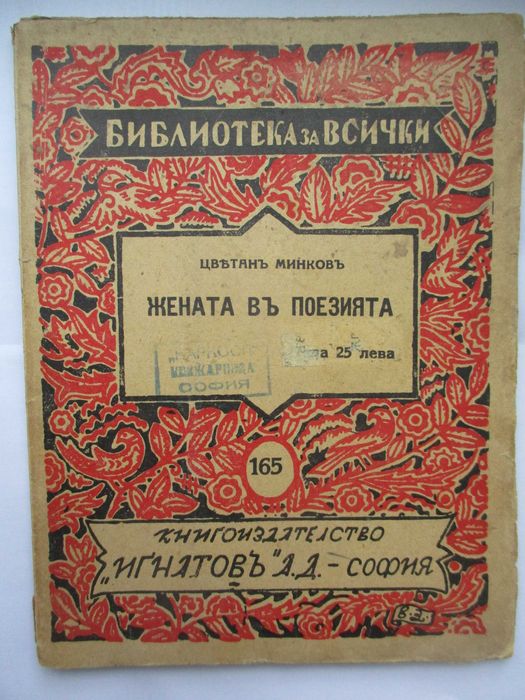 БИБЛИОТЕКА ЗА ВСИЧКИ
ЦВѢТАНЪ МИНКОВЪ
ЖЕНАТА ВЪ ПОЕЗИЯТА
25 лева
КНИЖАРНИЦА
СОФИЯ
165
КНИГОИЗДАТЕЛСТВО
„ИГНАТОВЪ" А.Д. - СОФИЯ
В.З.